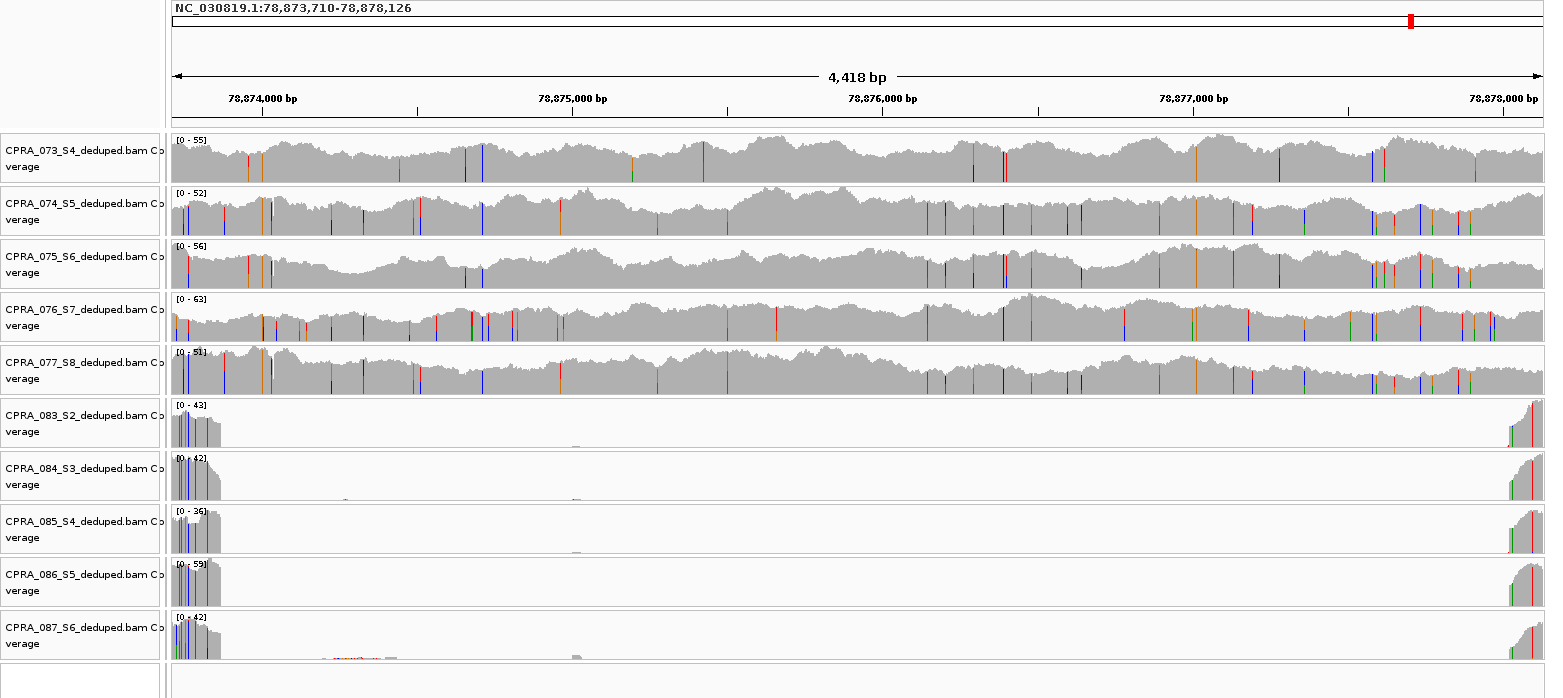 NC_030819.1:78,873,710-78,878,126
4,418 bp
78,874,000 bp 78,875,000 bp 78,876,000 bp 78,877,000 bp 78,878,000 bp
[0 - 55]
CPRA_073_S4_deduped.bam Co
verage
[0 - 52]
CPRA_074_S5_deduped.bam Co
verage
[0 - 56]
CPRA_075_S6_deduped.bam Co
verage
[0 - 63]
CPRA_076_S7_deduped.bam Co
verage
[0 - 51]
CPRA_077_S8_deduped.bam Co
verage
[0 - 43]
CPRA_083_S2_deduped.bam Co
verage
[0 - 42]
CPRA_084_S3_deduped.bam Co
verage
[0 - 36]
CPRA_085_S4_deduped.bam Co
verage
[0 - 59]
CPRA_086_S5_deduped.bam Co
verage
[0 - 42]
CPRA_087_S6_deduped.bam Co
verage